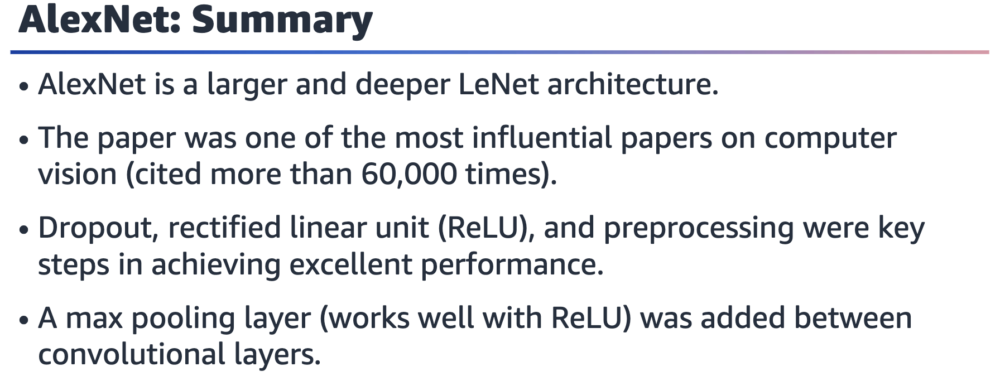 AlexNet: Summary
• AlexNet is a larger and deeper LeNet architecture.
• The paper was one of the most influential papers on computer
vision (cited more than 60,000 times).
• Dropout, rectified linear unit (ReLU), and preprocessing were key
steps in achieving excellent performance.
• A max pooling layer (works well with ReLU) was added between
convolutional layers.